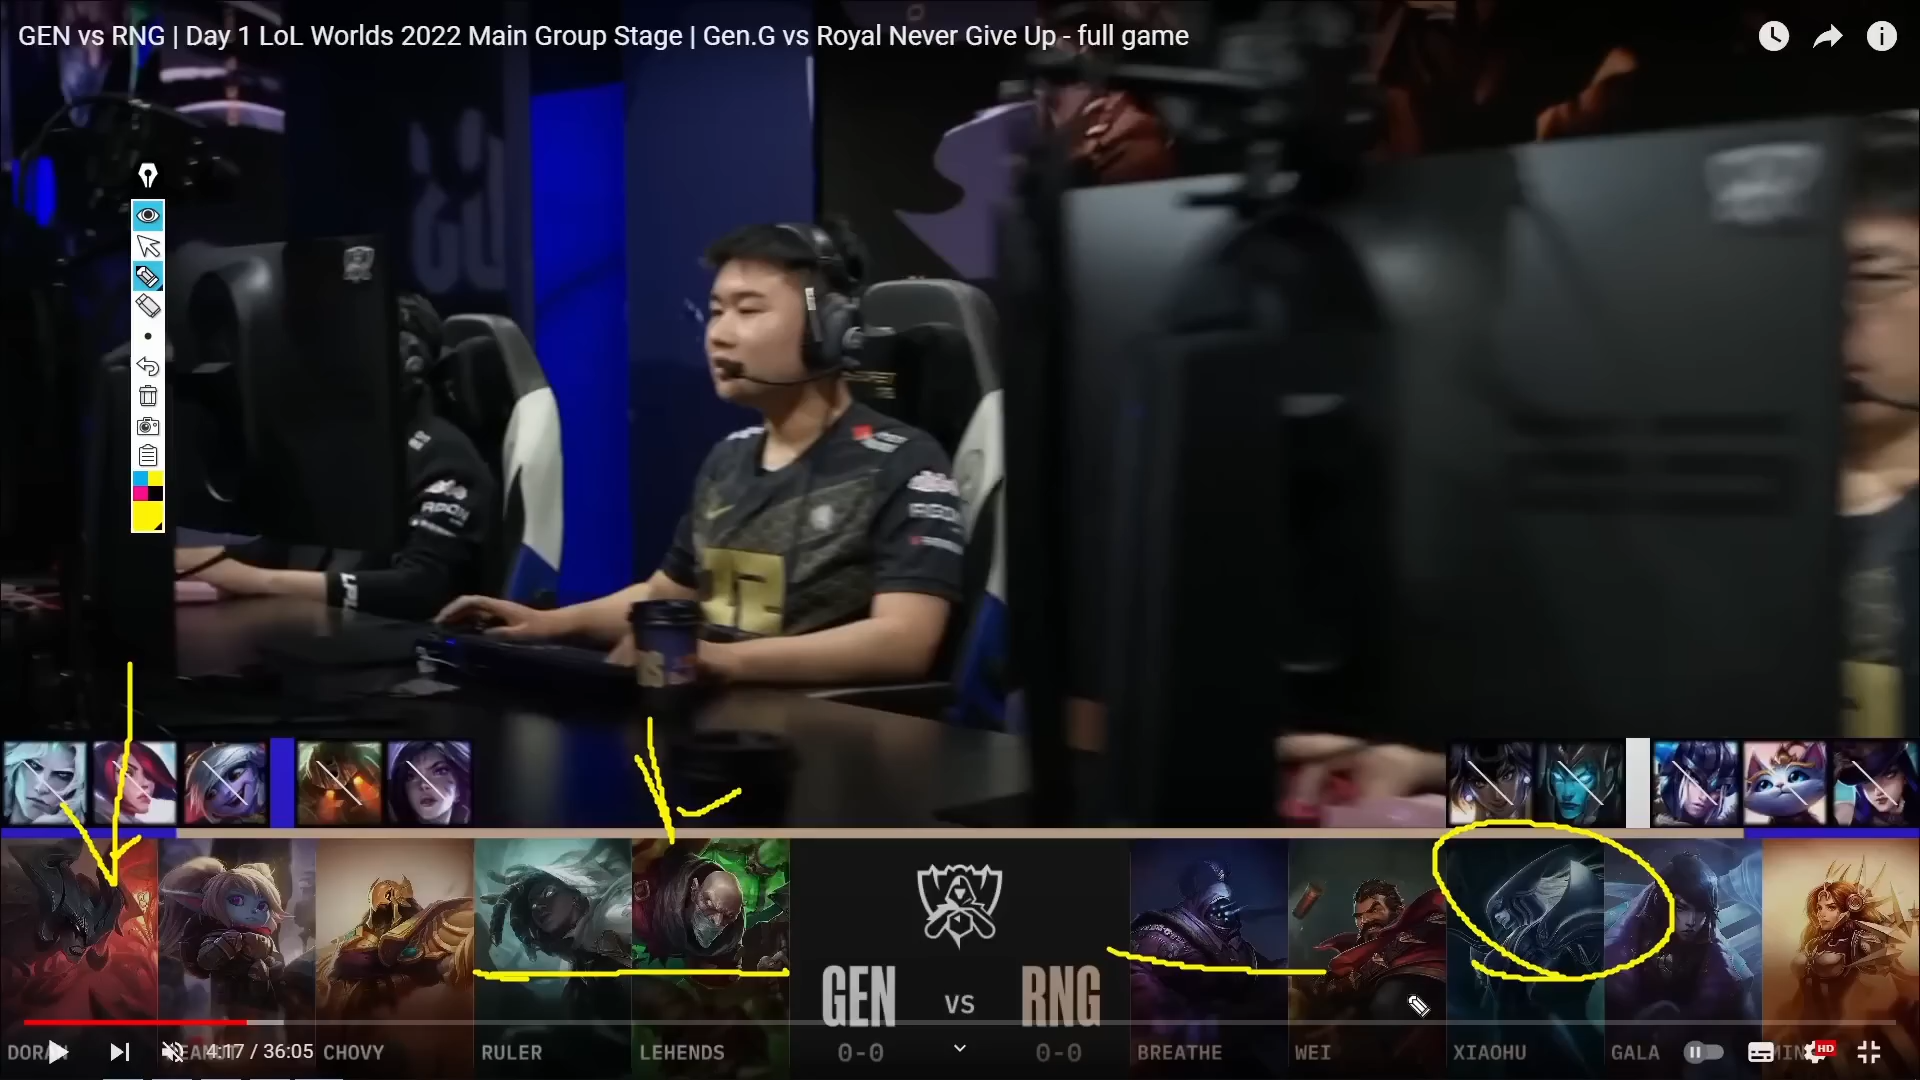 GEN vs RNG | Day 1 LoL Worlds 2022 Main Group Stage | Gen.G vs Royal Never Give Up - full game
GEN VS RNG
0-0 0-0
CHOVY RULER LEHENDS BREATHE WEI XIAOHU GALA
4:17 / 36:05
HD